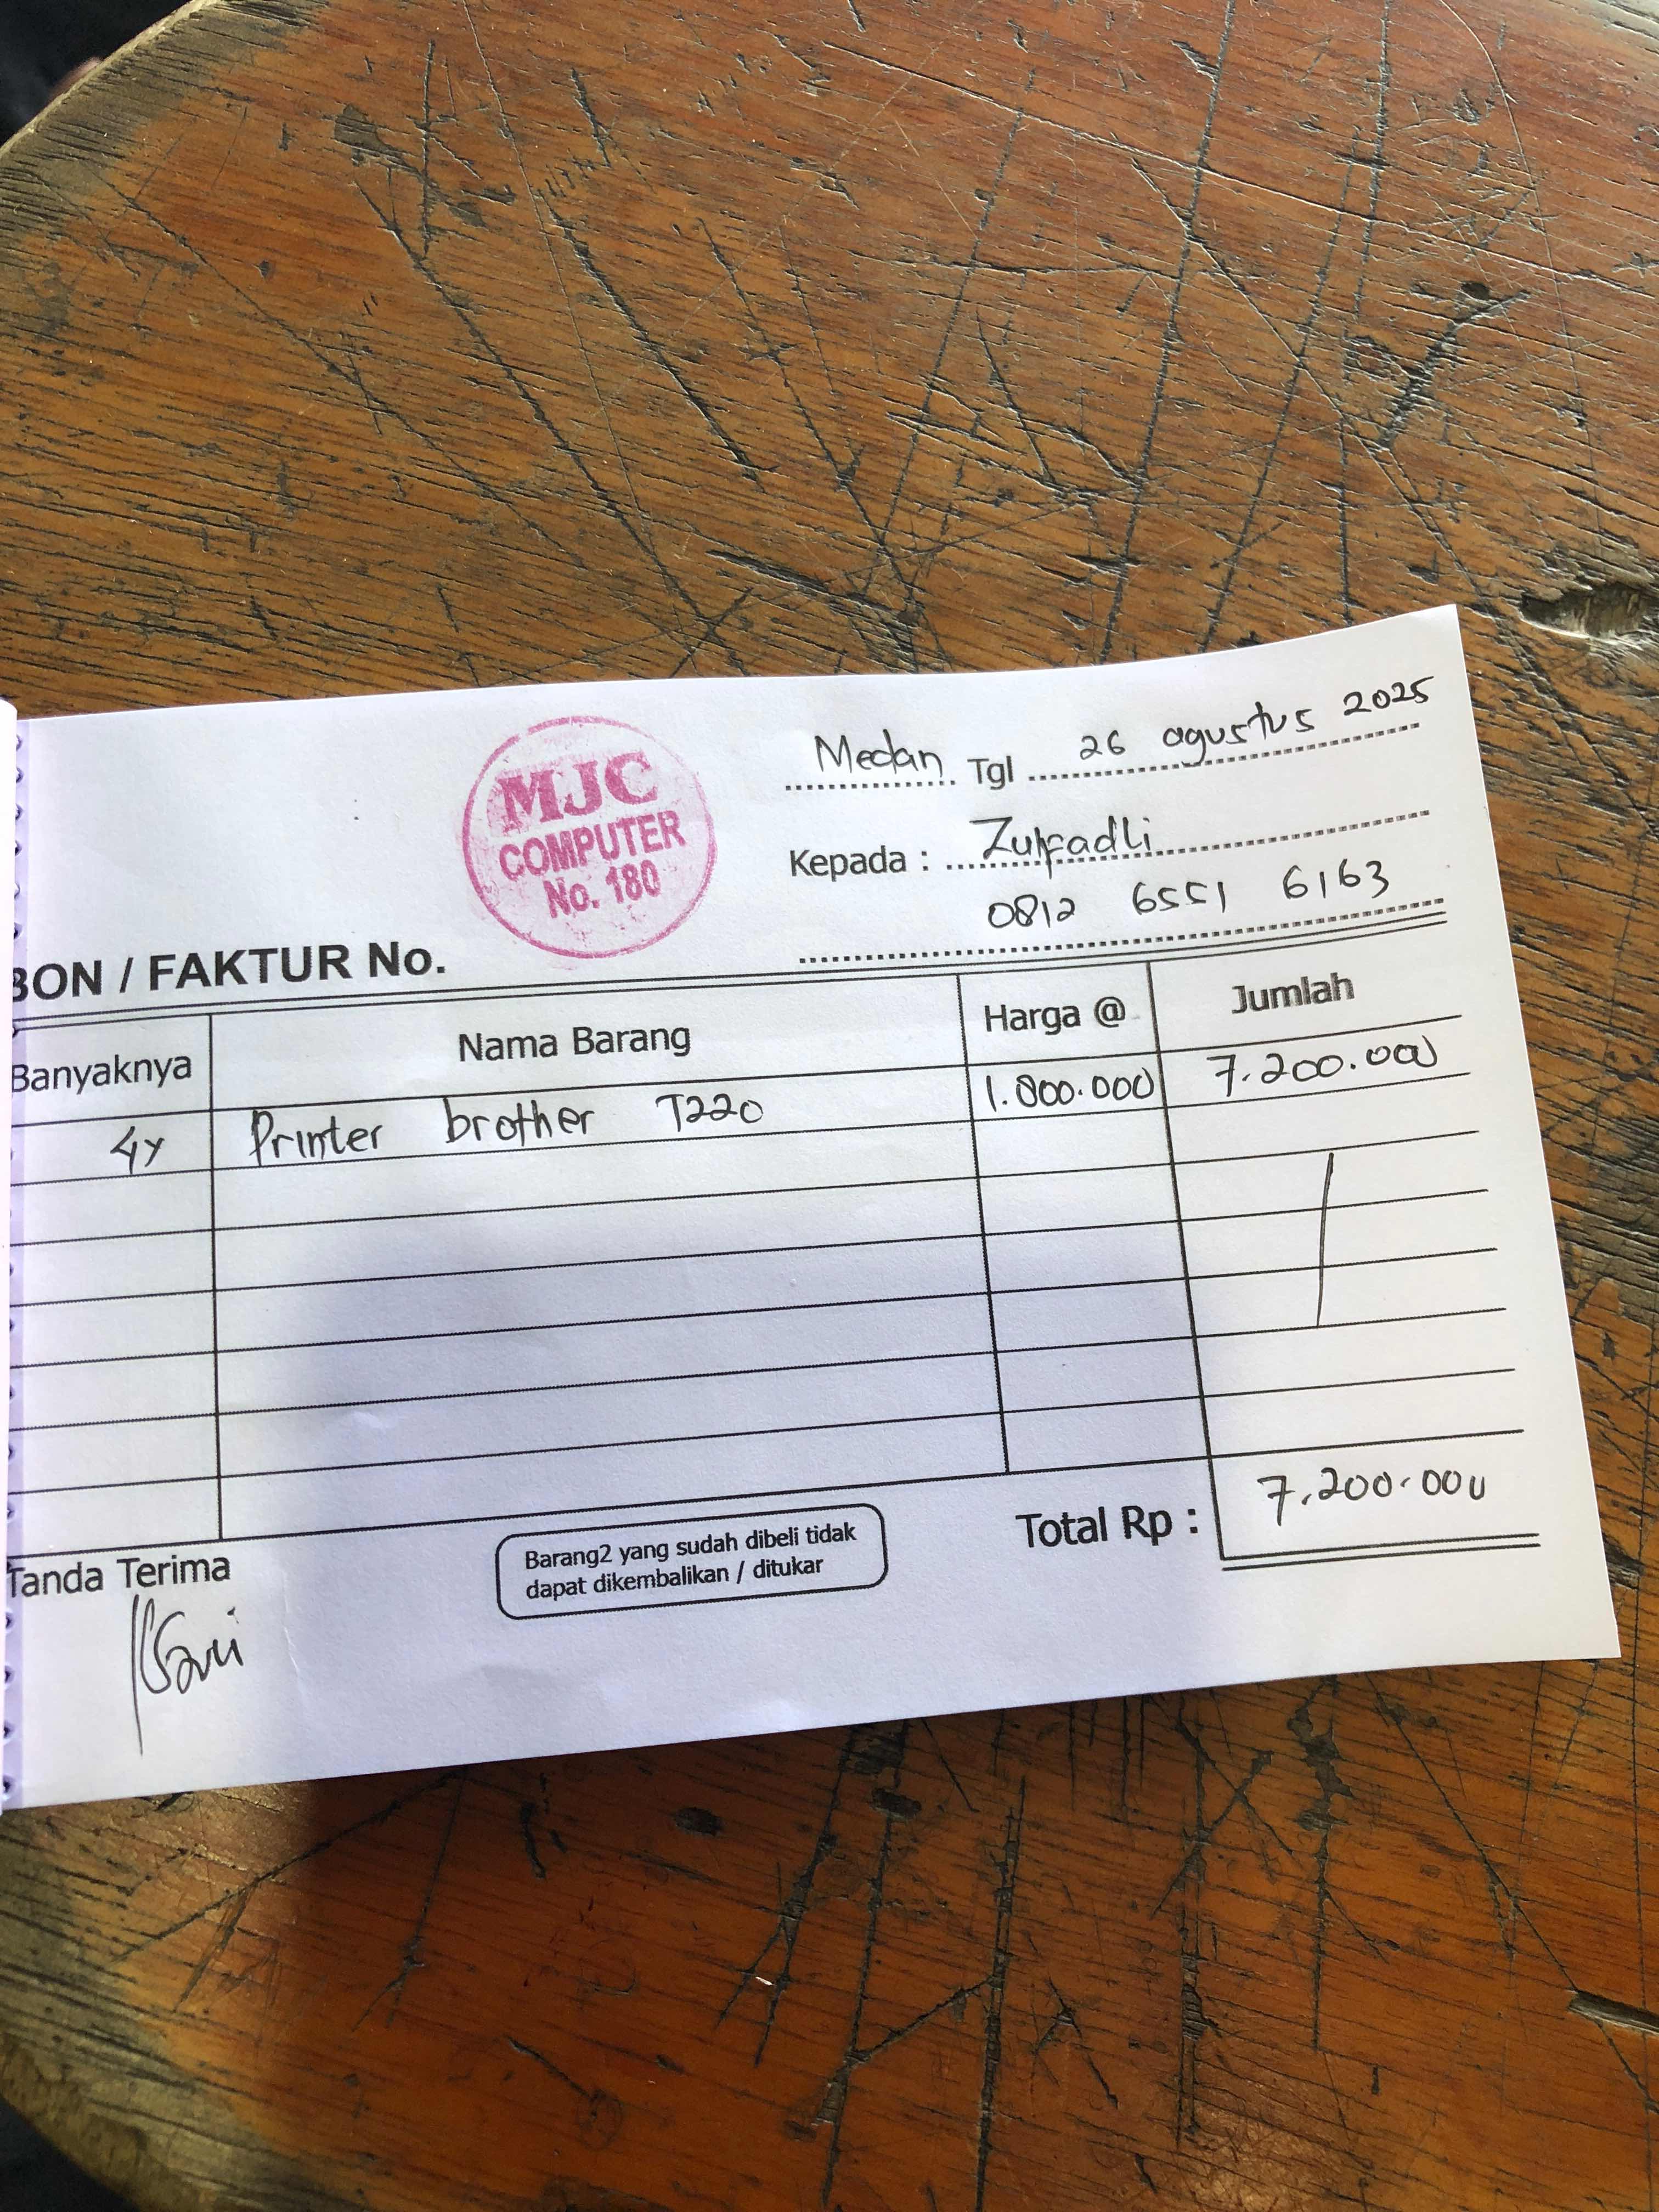 MJC
COMPUTER
No. 180
Medan Tgl 26 agustus 2025
Kepada : Zulfadli
0812 6551 6163
BON / FAKTUR No.
Banyaknya Nama Barang Harga @ Jumlah
4x Printer brother T220 1.800.000 7.200.000
Total Rp : 7.200.000
Tanda Terima
Barang2 yang sudah dibeli tidak
dapat dikembalikan / ditukar